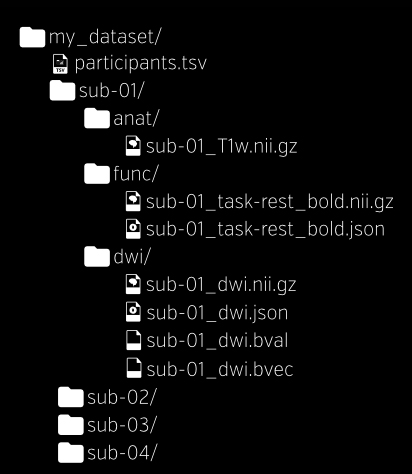 my_dataset/
TSV participants.tsv
sub-01/
anat/
sub-01_T1w.nii.gz
func/
sub-01_task-rest_bold.nii.gz
sub-01_task-rest_bold.json
dwi/
sub-01_dwi.nii.gz
sub-01_dwi.json
sub-01_dwi.bval
sub-01_dwi.bvec
sub-02/
sub-03/
sub-04/